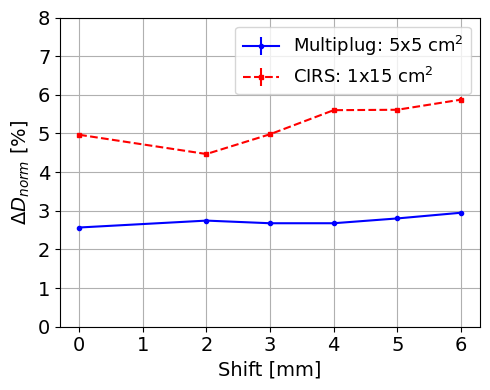 Multiplug: 5x5 cm²
CIRS: 1x15 cm²
8
7
6
5
4
3
2
1
0
ΔD_norm [%]
0 1 2 3 4 5 6
Shift [mm]